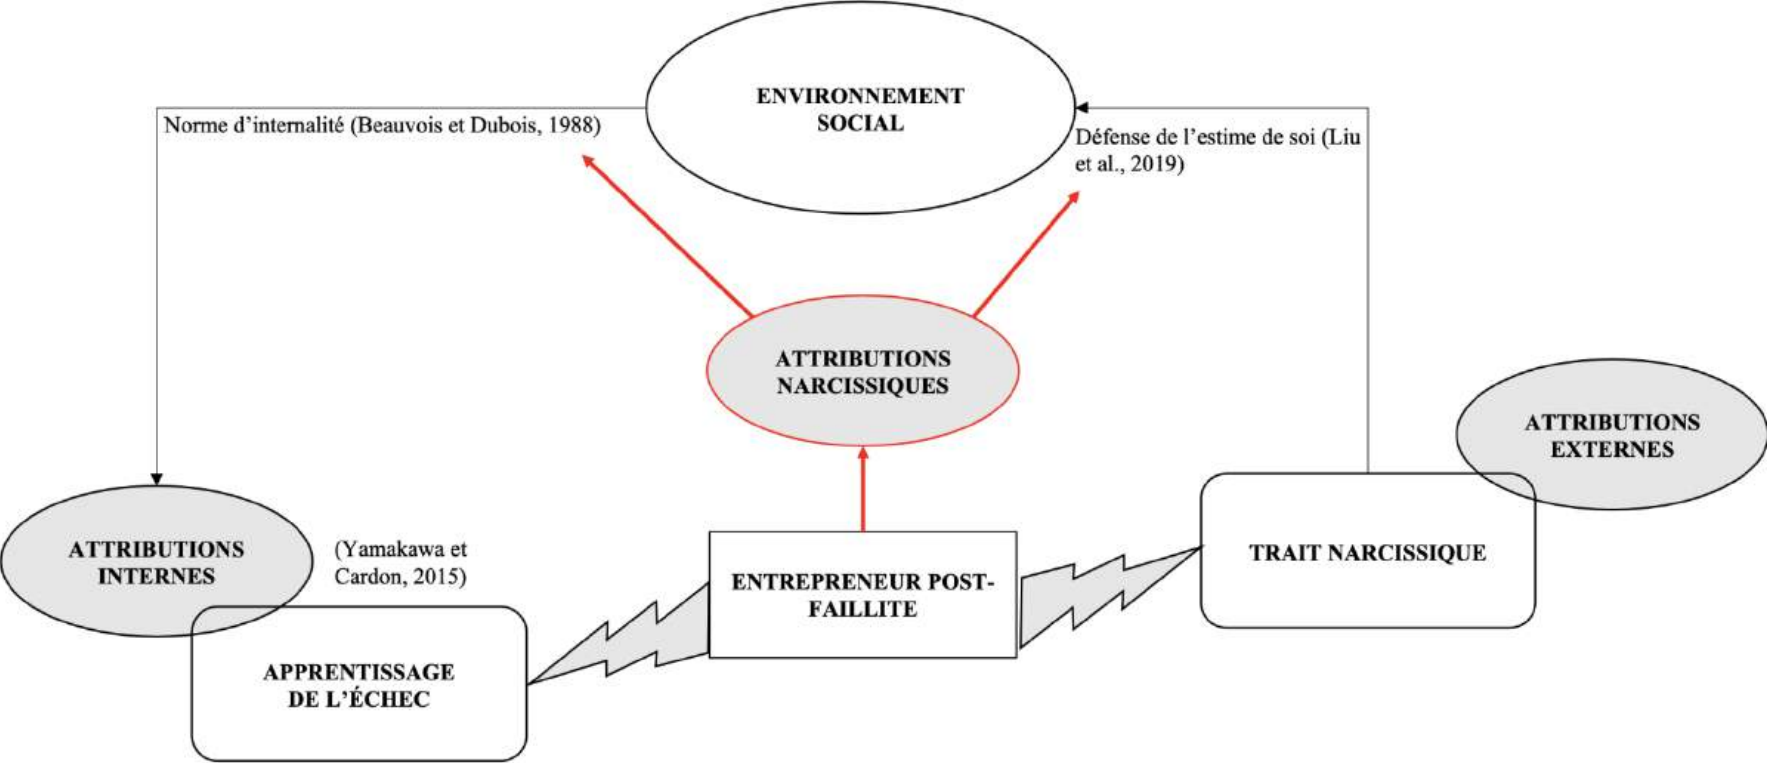 ENVIRONNEMENT
SOCIAL
Norme d’internalité (Beauvois et Dubois, 1988)
Défense de l’estime de soi (Liu
et al., 2019)
ATTRIBUTIONS
NARCISSIQUES
ATTRIBUTIONS
EXTERNES
ATTRIBUTIONS
INTERNES
(Yamakawa et
Cardon, 2015)
ENTREPRENEUR POST-
FAILLITE
TRAIT NARCISSIQUE
APPRENTISSAGE
DE L’ÉCHEC